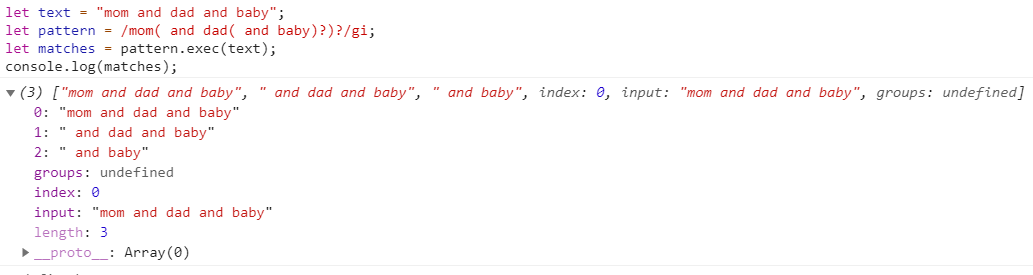 let text = "mom and dad and baby";
let pattern = /mom( and dad( and baby)?)?/gi;
let matches = pattern.exec(text);
console.log(matches);
▼(3) ["mom and dad and baby", " and dad and baby", " and baby", index: 0, input: "mom and dad and baby", groups: undefined]
0: "mom and dad and baby"
1: " and dad and baby"
2: " and baby"
groups: undefined
index: 0
input: "mom and dad and baby"
length: 3
▶__proto__: Array(0)